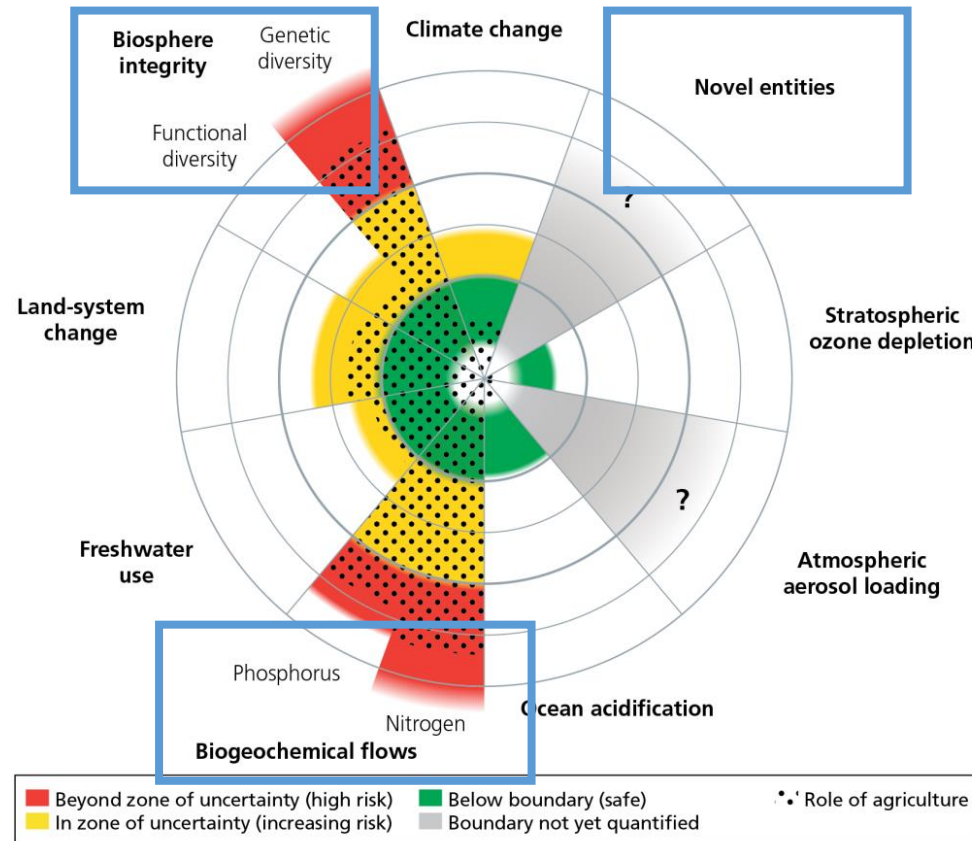 Climate change
Biosphere
integrity
Genetic
diversity
Functional
diversity
Novel entities
?
Land-system
change
Stratospheric
ozone depletion
?
Freshwater
use
Atmospheric
aerosol loading
Phosphorus
Nitrogen
Ocean acidification
Biogeochemical flows
Beyond zone of uncertainty (high risk)
Below boundary (safe)
Role of agriculture
In zone of uncertainty (increasing risk)
Boundary not yet quantified